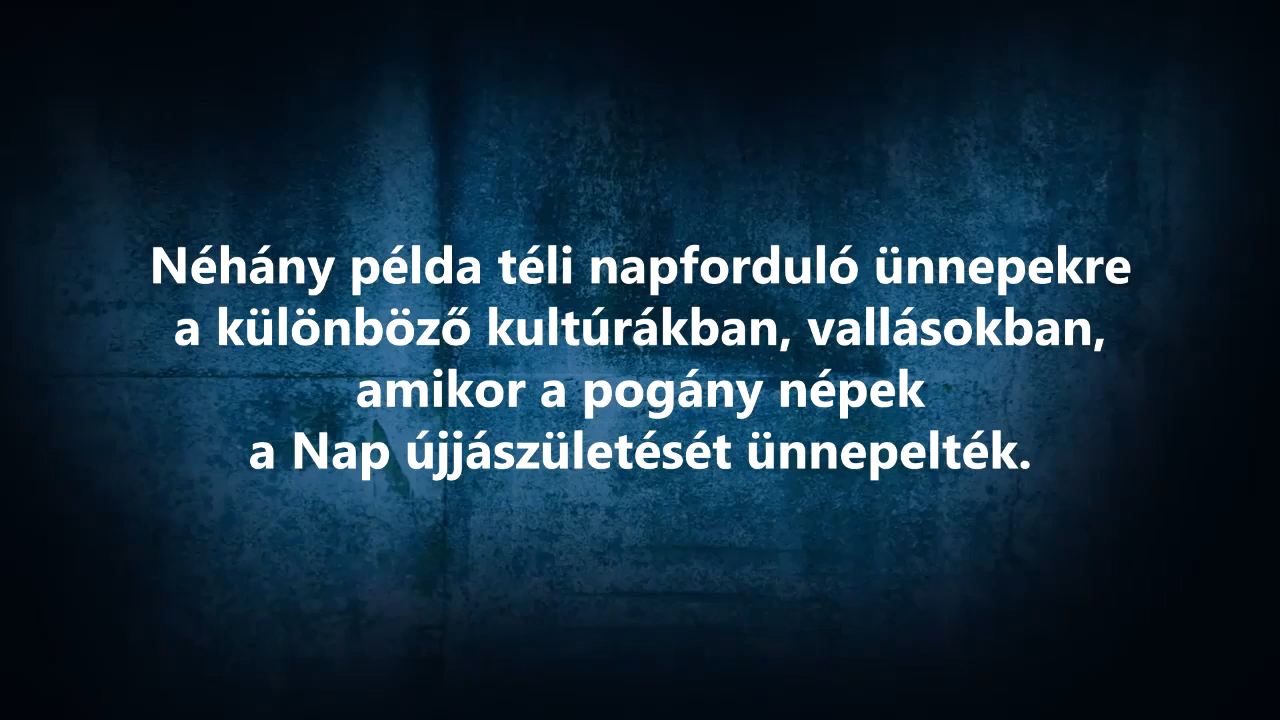 Néhány példa téli napforduló ünnepekre
a különböző kultúrákban, vallásokban,
amikor a pogány népek
a Nap újjászületését ünnepelték.